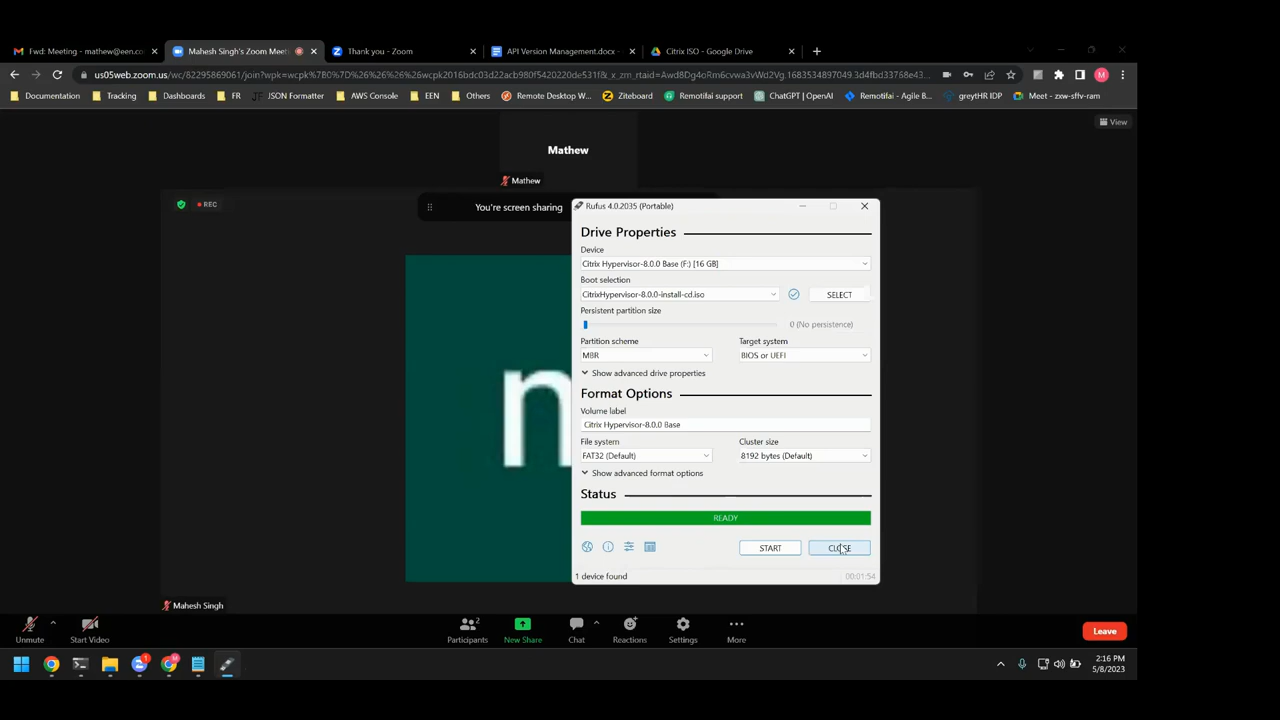 Fwd: Meeting - mathew@een.com
Mahesh Singh's Zoom Meeti
Thank you - Zoom
API Version Management.docx -
Citrix ISO - Google Drive
Documentation
Tracking
Dashboards
FR
JSON Formatter
AWS Console
EEN
Others
Remote Desktop W...
Ziteboard
Remotifai support
ChatGPT | OpenAI
Remotifai - Agile B...
greytHR IDP
Meet - zxw-sffv-ram
View
Mathew
Mathew
REC
You're screen sharing
Rufus 4.0.2035 (Portable)
Drive Properties
Device
Citrix Hypervisor-8.0.0 Base (F:) [16 GB]
Boot selection
CitrixHypervisor-8.0.0-install-cd.iso
SELECT
Persistent partition size
0 (No persistence)
Partition scheme
Target system
MBR
BIOS or UEFI
Show advanced drive properties
Format Options
Volume label
Citrix Hypervisor-8.0.0 Base
File system
Cluster size
FAT32 (Default)
8192 bytes (Default)
Show advanced format options
Status
READY
START
CLOSE
1 device found
00:01:54
Mahesh Singh
Unmute
Start Video
Participants
2
New Share
Chat
Reactions
Settings
More
Leave
2:16 PM
5/8/2023